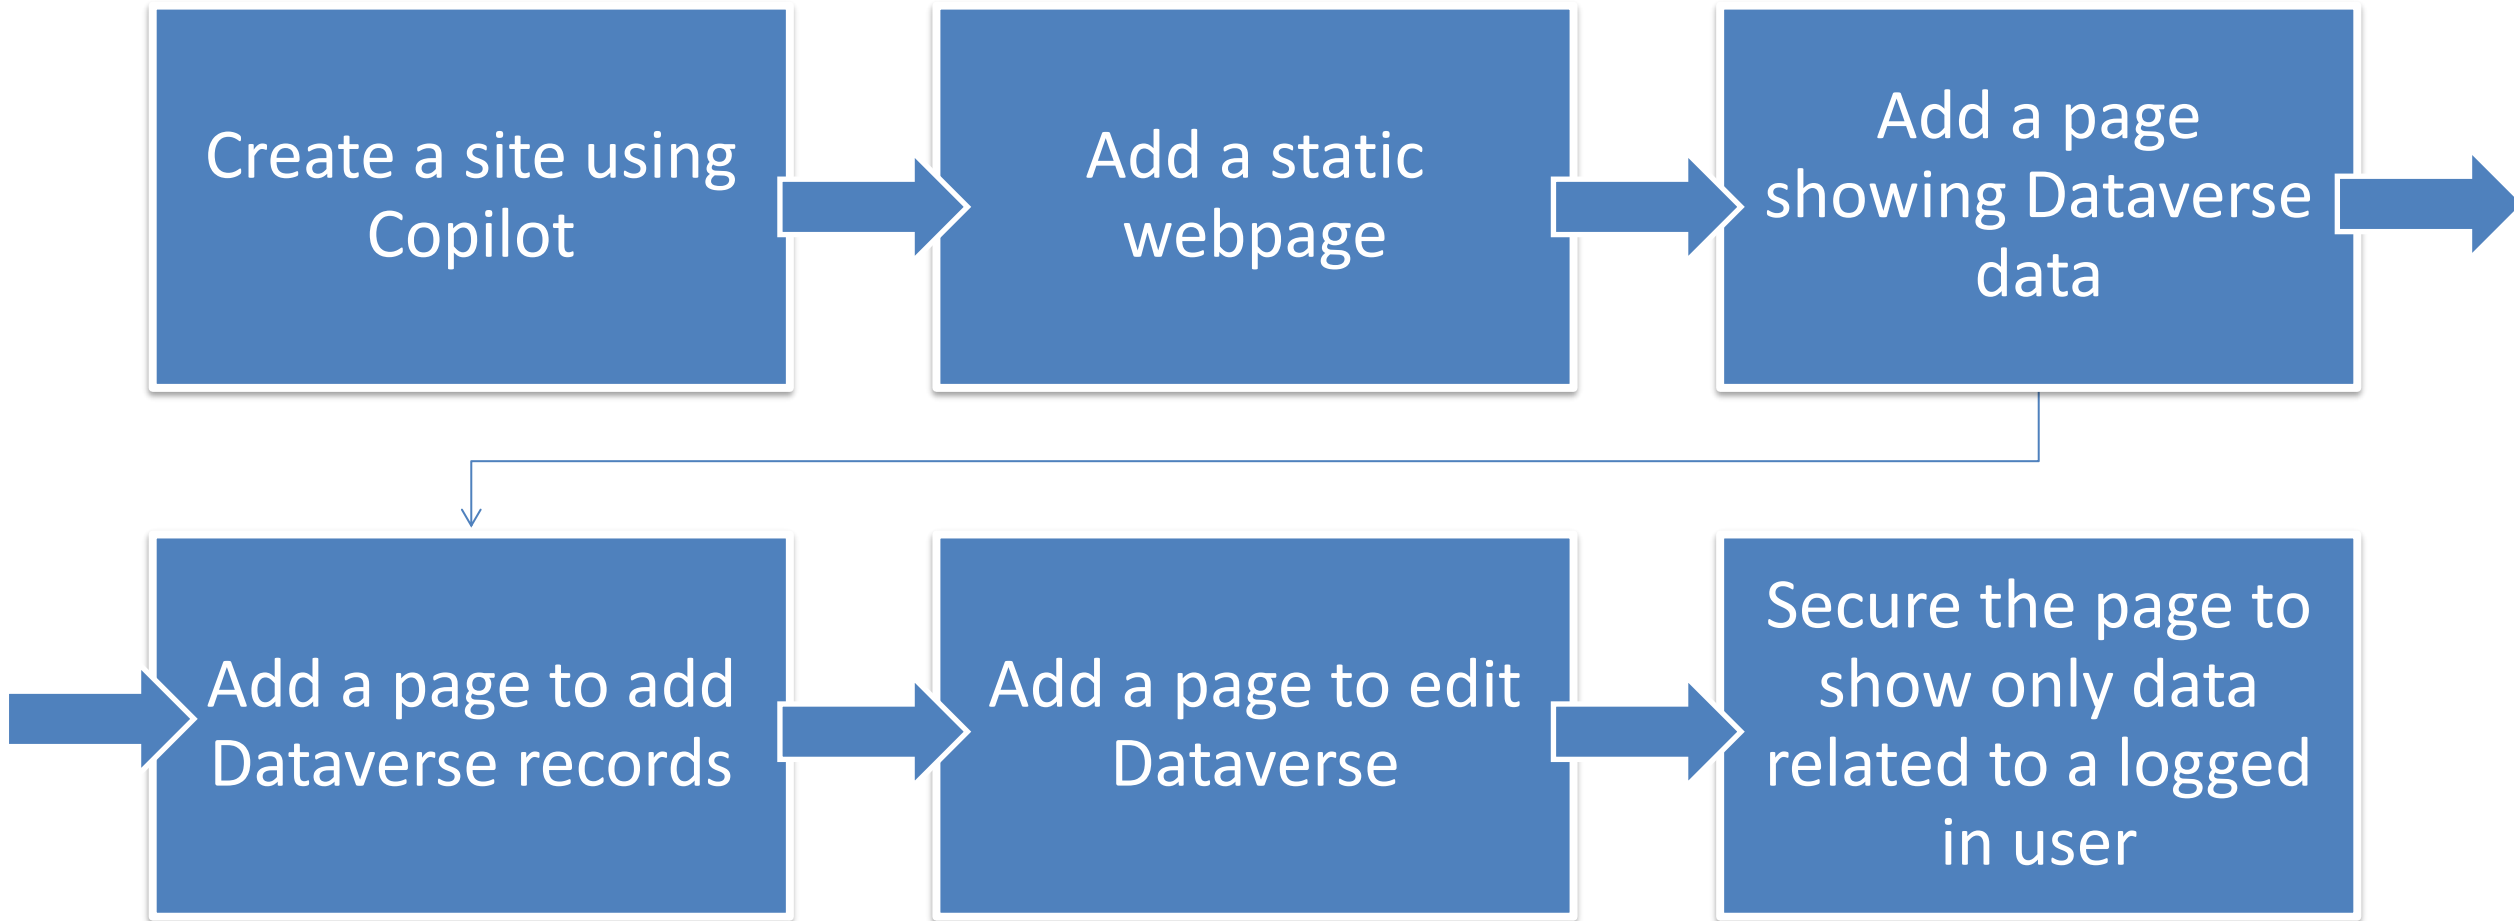 Create a site using
Copilot
Add a static
webpage
Add a page
showing Dataverse
data
Add a page to add
Dataverse records
Add a page to edit
Dataverse
Secure the page to
show only data
related to a logged
in user